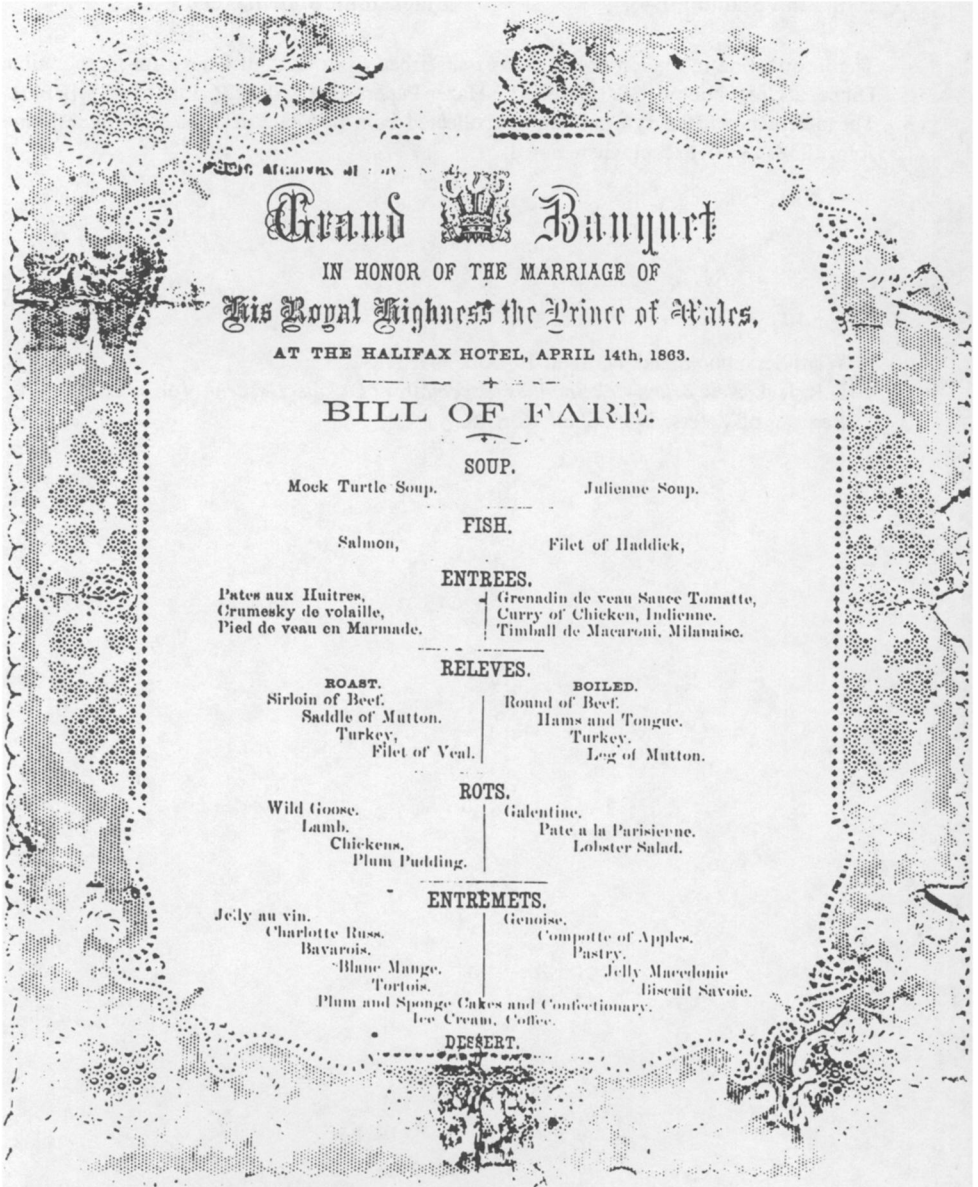 Grand Banquet
IN HONOR OF THE MARRIAGE OF
His Royal Highness the Prince of Wales,
AT THE HALIFAX HOTEL, APRIL 14th, 1863.
BILL OF FARE.
SOUP.
Mock Turtle Soup. Julienne Soup.
FISH.
Salmon, Filet of Haddick,
ENTREES.
Pates aux Huitres, Grenadin de veau Sauce Tomatte,
Crumesky de volaille, Curry of Chicken, Indienne.
Pied de veau en Marmade. Timball de Macaroni, Milanaise.
RELEVES.
ROAST. BOILED.
Sirloin of Beef. Round of Beef.
Saddle of Mutton. Hams and Tongue.
Turkey, Turkey.
Filet of Veal. Leg of Mutton.
ROTS.
Wild Goose. Galentine.
Lamb. Pate a la Parisienne.
Chickens. Lobster Salad.
Plum Pudding.
ENTREMETS.
Jelly au vin. Genoise.
Charlotte Russ. Compotte of Apples.
Bavarois. Pastry.
Blanc Mange. Jelly Macedonie
Tortois. Biscuit Savoie.
Plum and Sponge Cakes and Confectionary.
Ice Cream, Coffee.
DESSERT.